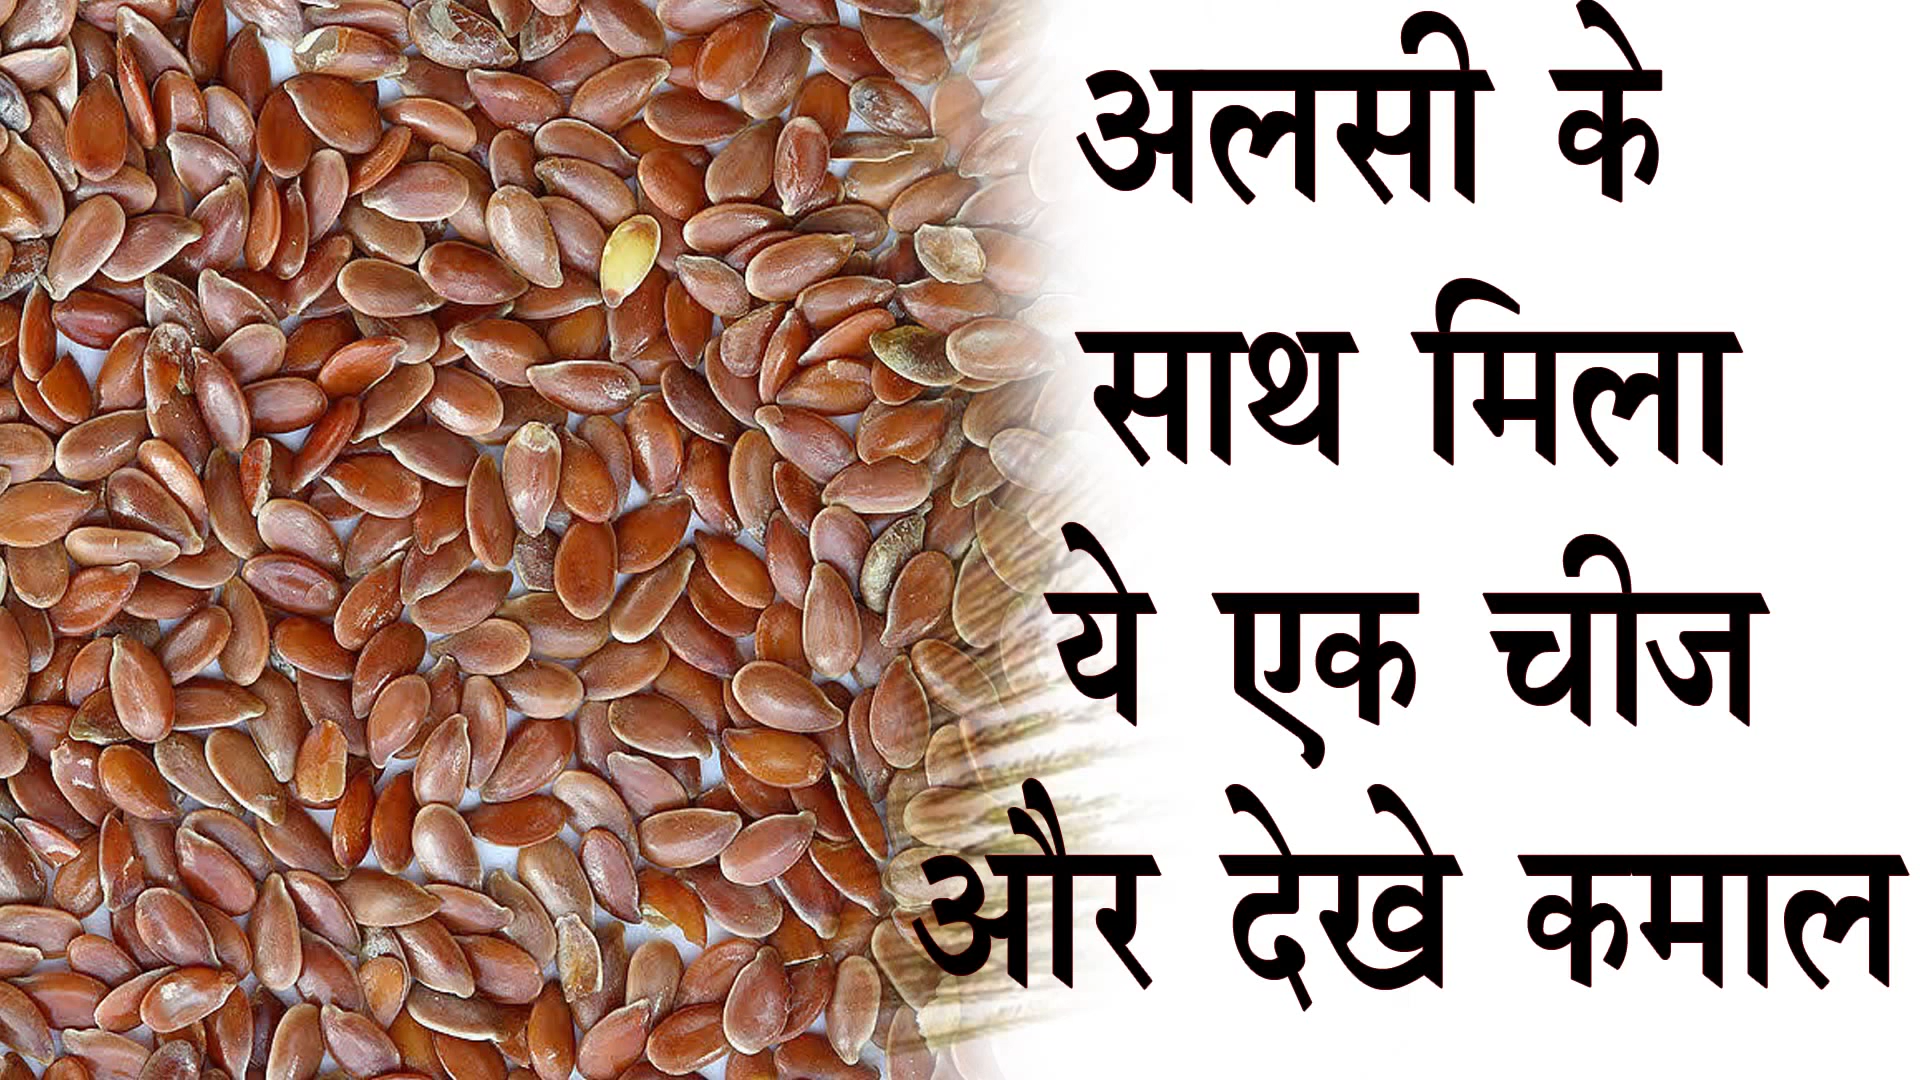 अलसी के
साथ मिला
ये एक चीज
और देखे कमाल